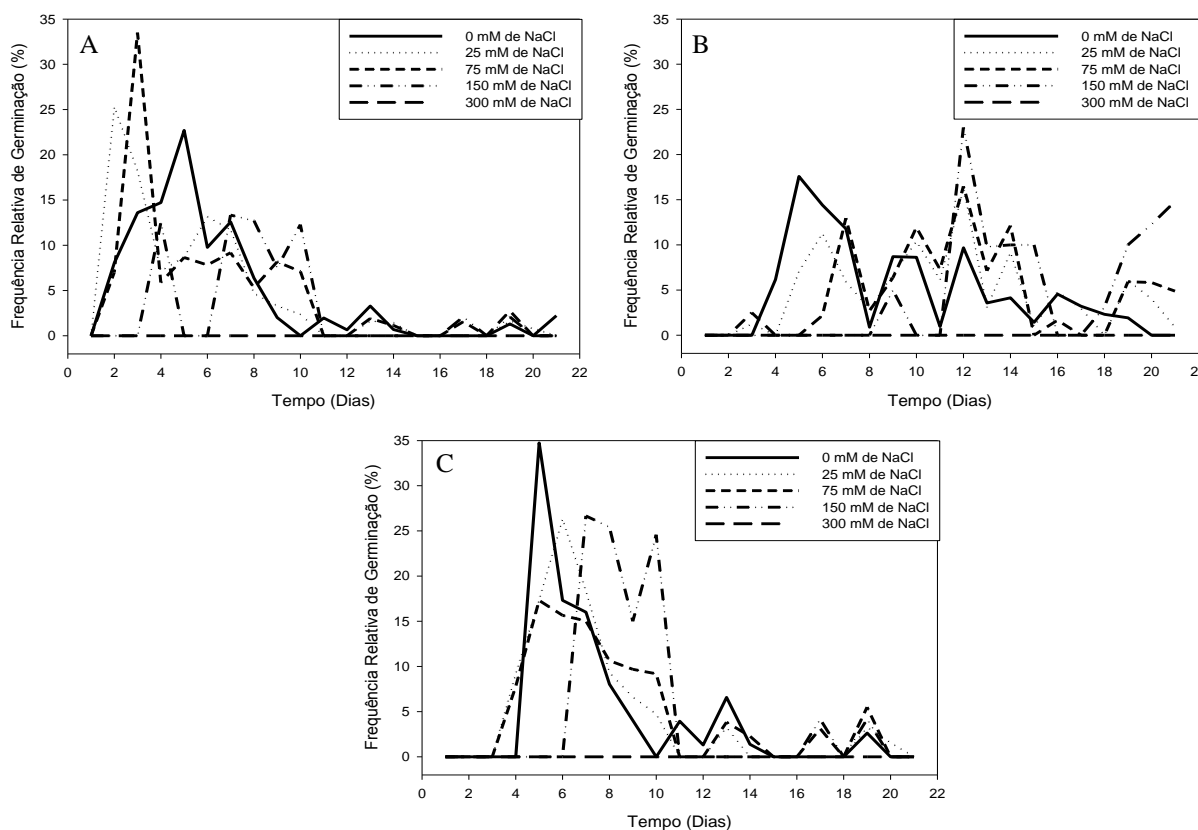 A
Frequência Relativa de Germinação (%)
35
30
25
20
15
10
5
0
0 mM de NaCl
25 mM de NaCl
75 mM de NaCl
150 mM de NaCl
300 mM de NaCl
0 2 4 6 8 10 12 14 16 18 20 22
Tempo (Dias)
B
Frequência Relativa de Germinação (%)
35
30
25
20
15
10
5
0
0 mM de NaCl
25 mM de NaCl
75 mM de NaCl
150 mM de NaCl
300 mM de NaCl
0 2 4 6 8 10 12 14 16 18 20 22
Tempo (Dias)
C
Frequência Relativa de Germinação (%)
35
30
25
20
15
10
5
0
0 mM de NaCl
25 mM de NaCl
75 mM de NaCl
150 mM de NaCl
300 mM de NaCl
0 2 4 6 8 10 12 14 16 18 20 22
Tempo (Dias)